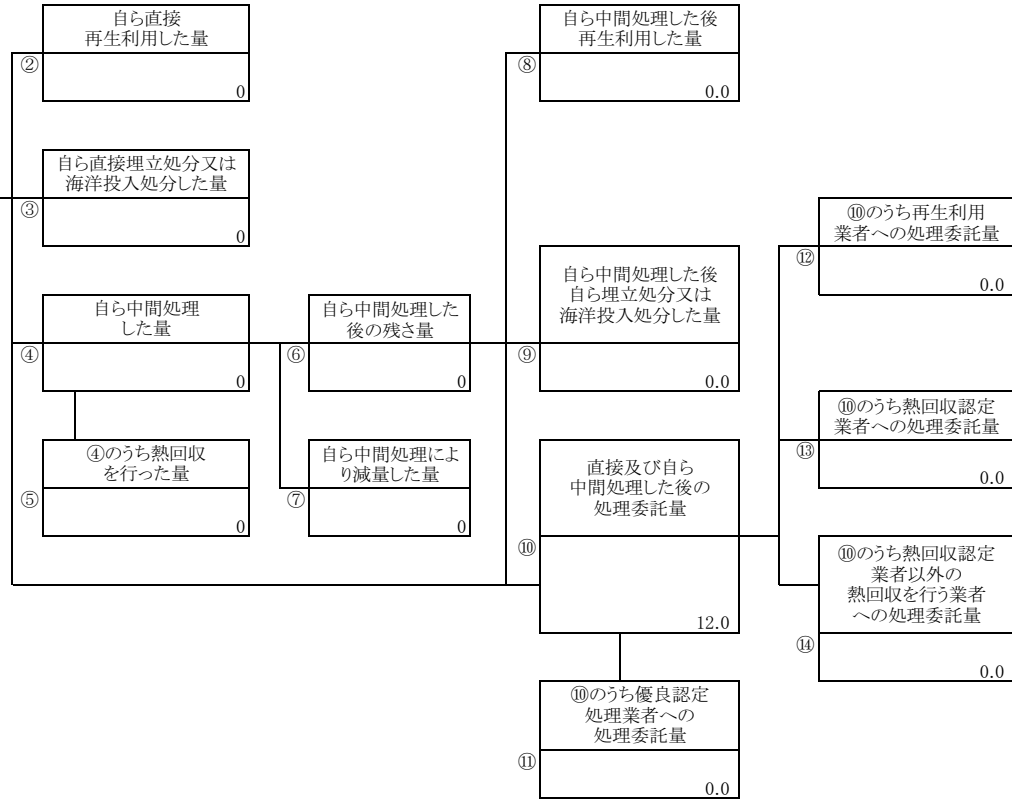 自ら直接
再生利用した量
②
0
自ら直接埋立処分又は
海洋投入処分した量
③
0
自ら中間処理
した量
④
0
④のうち熱回収
を行った量
⑤
0
自ら中間処理した
後の残さ量
⑥
0
自ら中間処理によ
り減量した量
⑦
0
自ら中間処理した後
再生利用した量
⑧
0.0
自ら中間処理した後
自ら埋立処分又は
海洋投入処分した量
⑨
0.0
直接及び自ら
中間処理した後の
処理委託量
⑩
12.0
⑩のうち優良認定
処理業者への
処理委託量
⑪
0.0
⑩のうち再生利用
業者への処理委託量
⑫
0.0
⑩のうち熱回収認定
業者への処理委託量
⑬
0.0
⑩のうち熱回収認定
業者以外の
熱回収を行う業者
への処理委託量
⑭
0.0